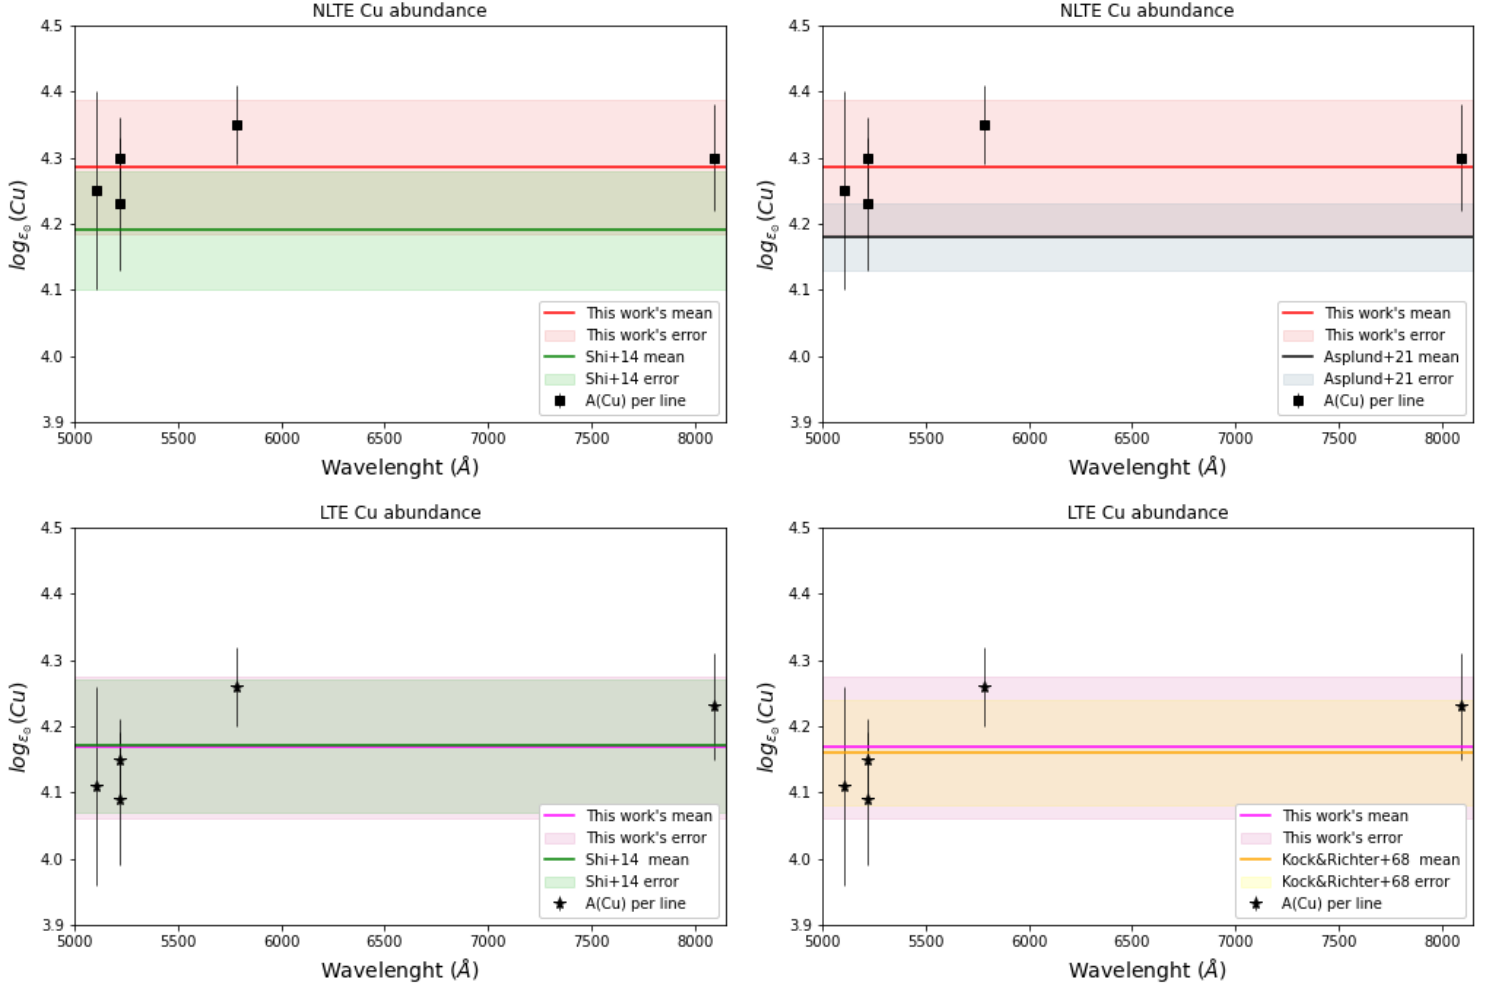 NLTE Cu abundance
4.5
4.4
4.3
4.2
4.1
4.0
3.9
log ε⊙ (Cu)
This work's mean
This work's error
Shi+14 mean
Shi+14 error
A(Cu) per line
5000 5500 6000 6500 7000 7500 8000
Wavelenght (Å)
NLTE Cu abundance
4.5
4.4
4.3
4.2
4.1
4.0
3.9
log ε⊙ (Cu)
This work's mean
This work's error
Asplund+21 mean
Asplund+21 error
A(Cu) per line
5000 5500 6000 6500 7000 7500 8000
Wavelenght (Å)
LTE Cu abundance
4.5
4.4
4.3
4.2
4.1
4.0
3.9
log ε⊙ (Cu)
This work's mean
This work's error
Shi+14 mean
Shi+14 error
A(Cu) per line
5000 5500 6000 6500 7000 7500 8000
Wavelenght (Å)
LTE Cu abundance
4.5
4.4
4.3
4.2
4.1
4.0
3.9
log ε⊙ (Cu)
This work's mean
This work's error
Kock&Richter+68 mean
Kock&Richter+68 error
A(Cu) per line
5000 5500 6000 6500 7000 7500 8000
Wavelenght (Å)